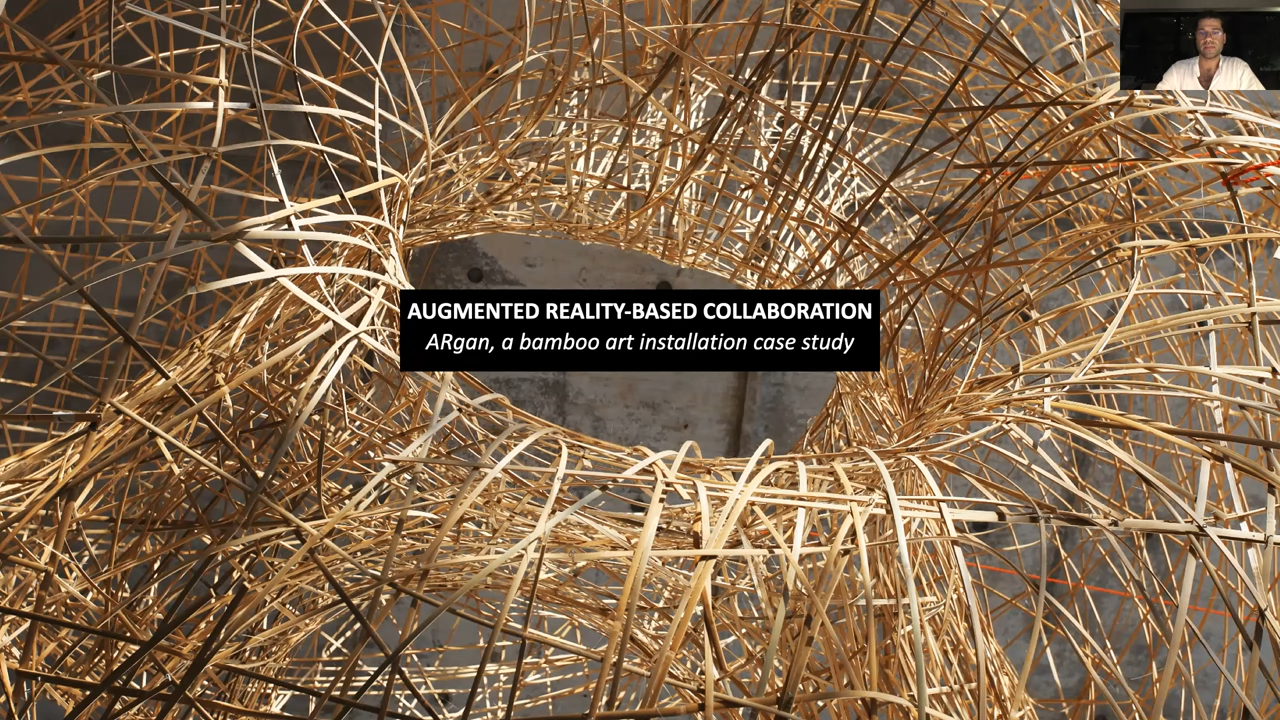 AUGMENTED REALITY-BASED COLLABORATION
ARgan, a bamboo art installation case study